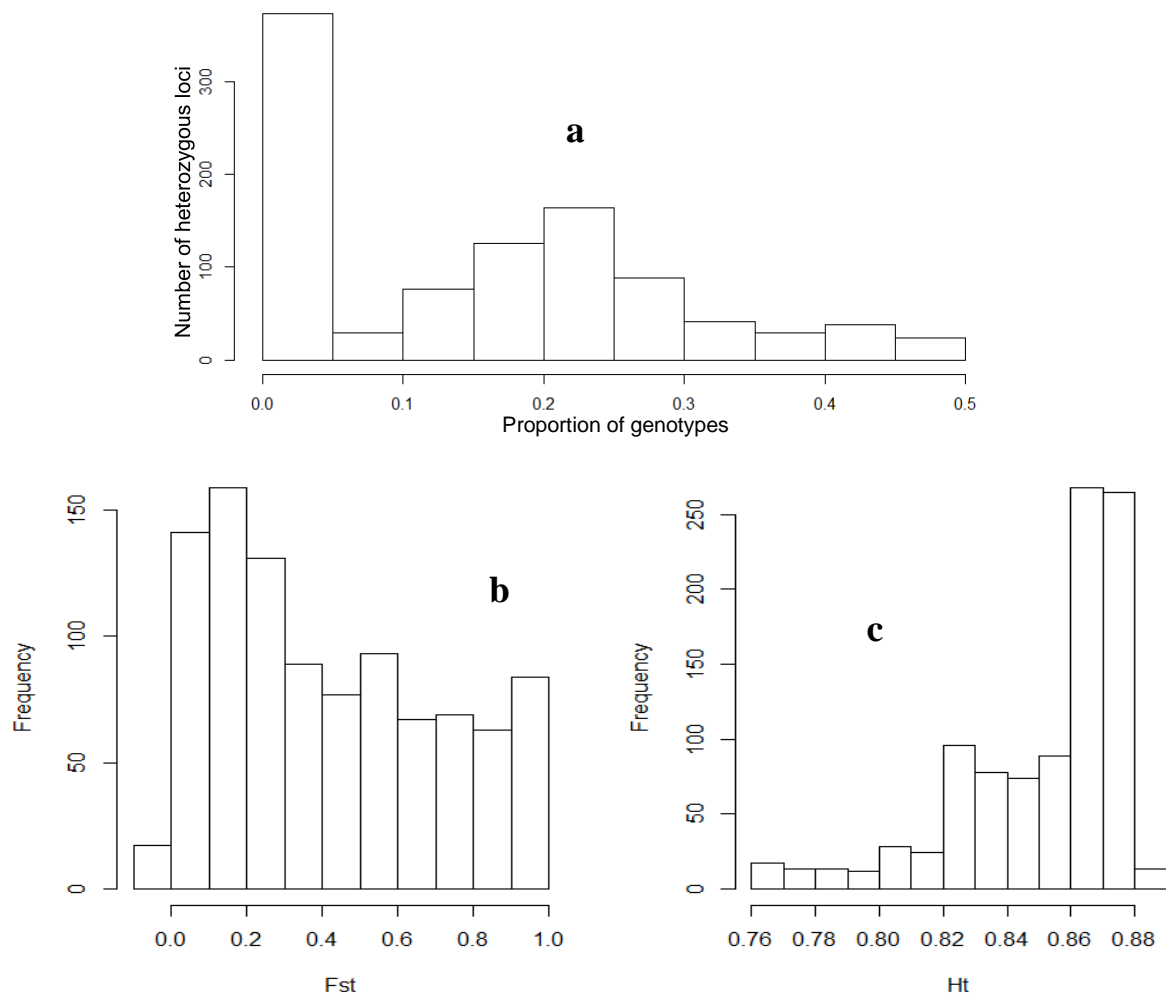 Number of heterozygous loci
300
200
100
0
a
0.0 0.1 0.2 0.3 0.4 0.5
Proportion of genotypes
Frequency
150
100
50
0
b
0.0 0.2 0.4 0.6 0.8 1.0
Fst
Frequency
250
200
150
100
50
0
c
0.76 0.78 0.80 0.82 0.84 0.86 0.88
Ht